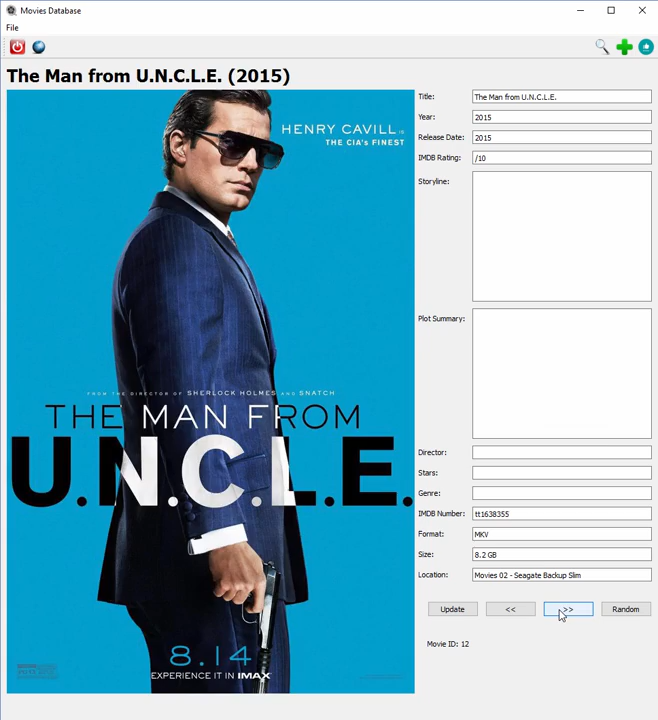 Movies Database
File
The Man from U.N.C.L.E. (2015)
HENRY CAVILL IS
THE CIA's FINEST
FROM THE DIRECTOR OF SHERLOCK HOLMES AND SNATCH
THE MAN FROM
U.N.C.L.E.
8.14
EXPERIENCE IT IN IMAX
Title: The Man from U.N.C.L.E.
Year: 2015
Release Date: 2015
IMDB Rating: /10
Storyline:
Plot Summary:
Director:
Stars:
Genre:
IMDB Number: tt1638355
Format: MKV
Size: 8.2 GB
Location: Movies 02 - Seagate Backup Slim
Update << >> Random
Movie ID: 12